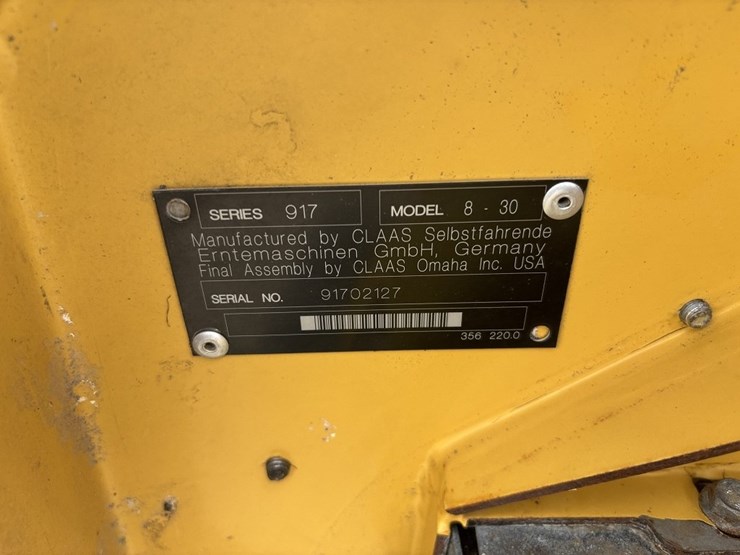 SERIES 917 MODEL 8 - 30
Manufactured by CLAAS Selbstfahrende
Erntemaschinen GmbH, Germany
Final Assembly by CLAAS Omaha Inc. USA
SERIAL NO. 91702127
356 220.0